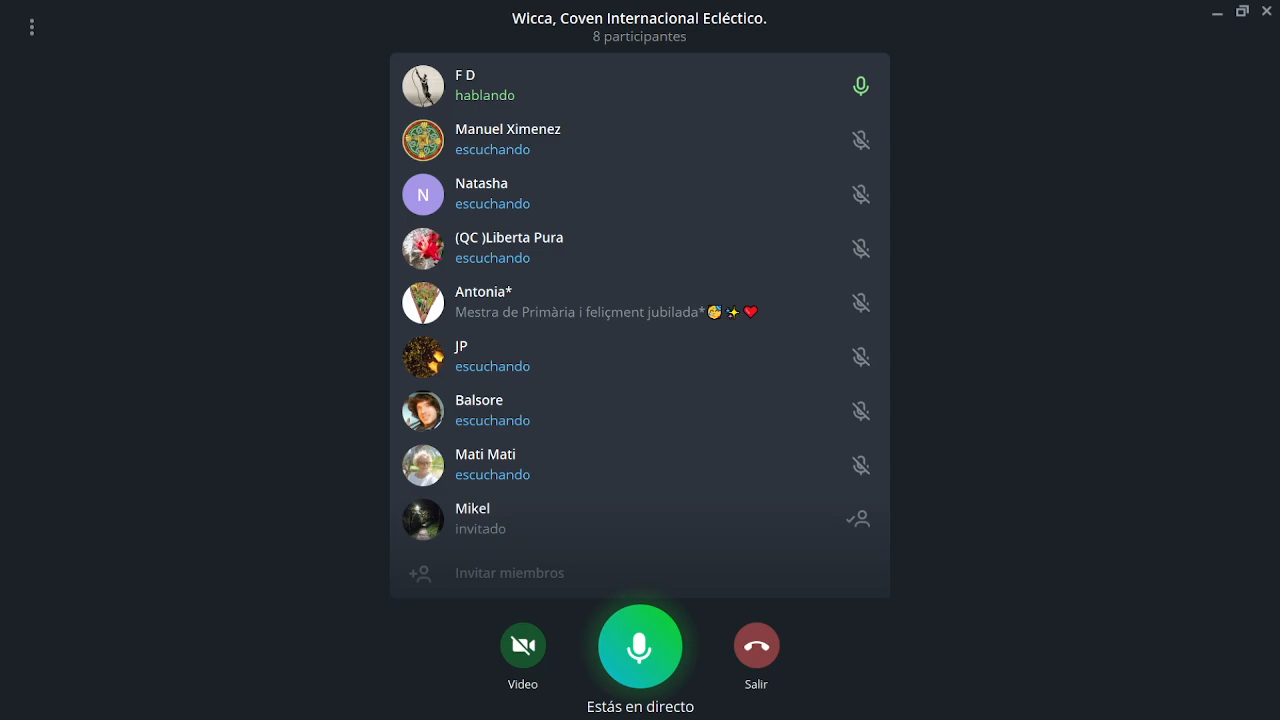 Wicca, Coven Internacional Ecléctico.
8 participantes
F D
hablando
Manuel Ximenez
escuchando
N
Natasha
escuchando
(QC )Liberta Pura
escuchando
Antonia*
Mestra de Primària i feliçment jubilada*🥳 ✨ ❤️
JP
escuchando
Balsore
escuchando
Mati Mati
escuchando
Mikel
invitado
Invitar miembros
Video
Salir
Estás en directo